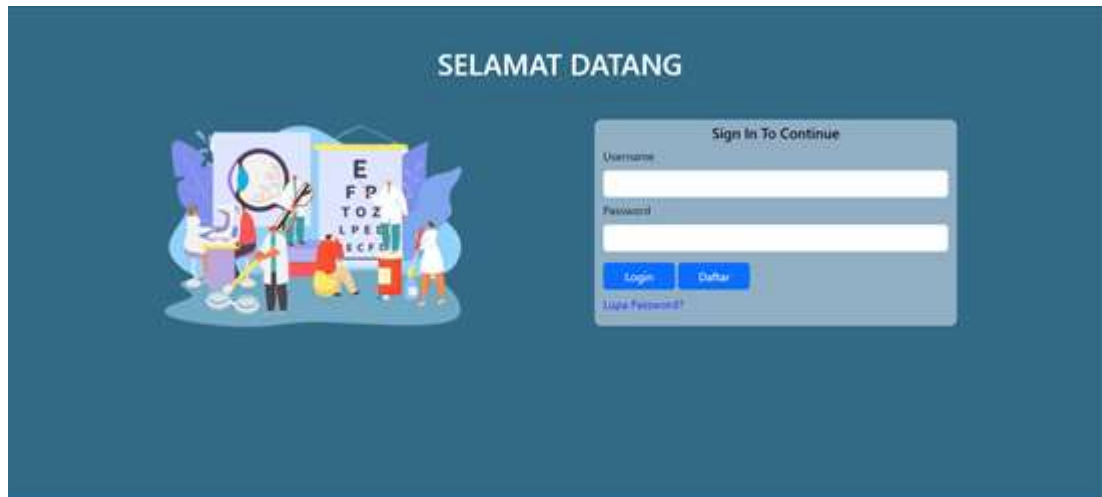 SELAMAT DATANG
E
F P
T O Z
L P E D
E C F D
Sign In To Continue
Username
Password
Login
Daftar
Lupa Password?